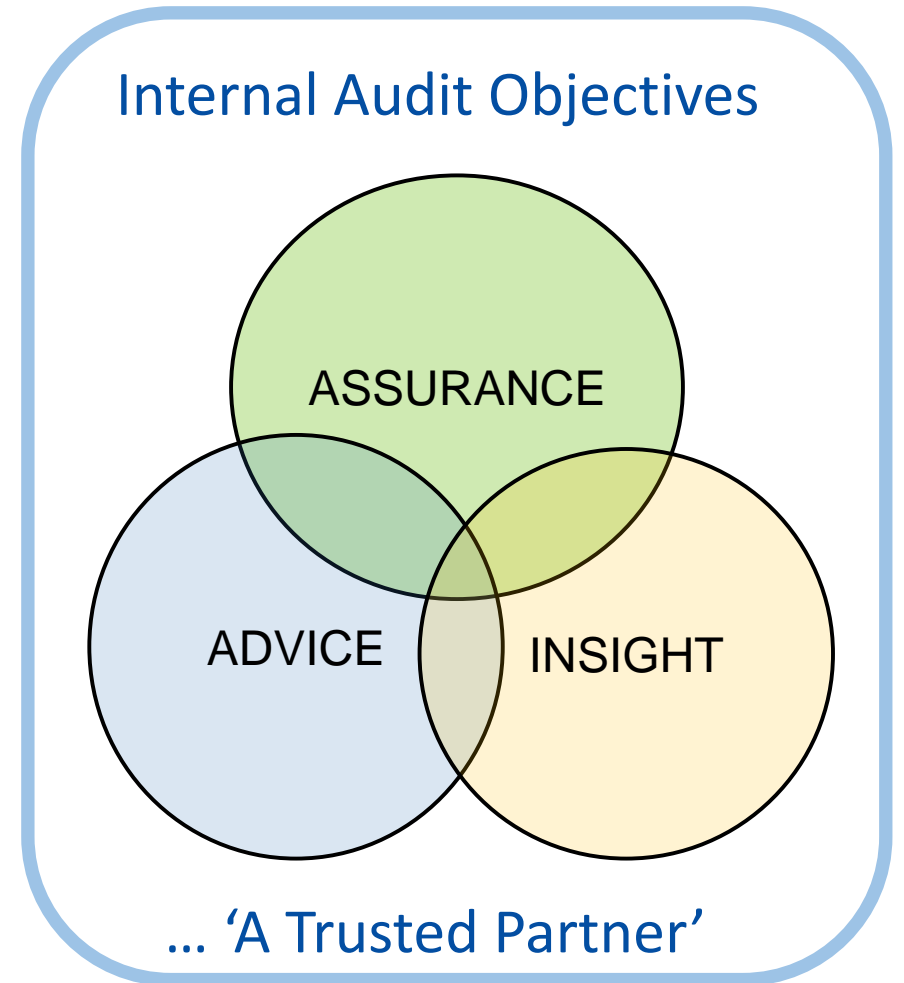 Internal Audit Objectives
ASSURANCE
ADVICE
INSIGHT
... ‘A Trusted Partner’